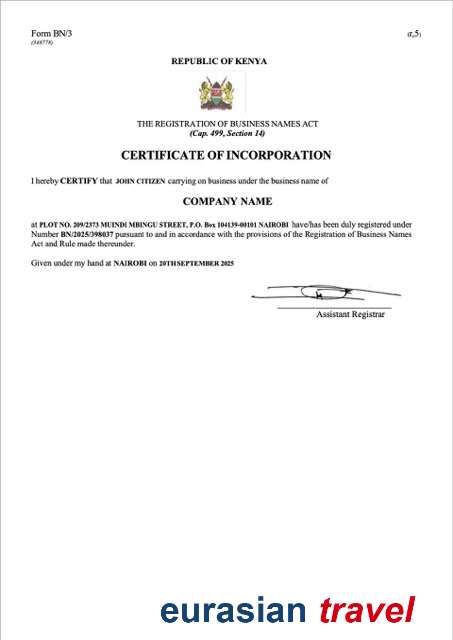 Form BN/3
(346778)
REPUBLIC OF KENYA
THE REGISTRATION OF BUSINESS NAMES ACT
(Cap. 499, Section 14)
CERTIFICATE OF INCORPORATION
I hereby CERTIFY that JOHN CITIZEN carrying on business under the business name of
COMPANY NAME
at PLOT NO. 209/2373 MUINDI MBINGU STREET, P.O. Box 104139-00101 NAIROBI have/has been duly registered under
Number BN/2025/398037 pursuant to and in accordance with the provisions of the Registration of Business Names
Act and Rule made thereunder.
Given under my hand at NAIROBI on 20TH SEPTEMBER 2025
Assistant Registrar
eurasian travel